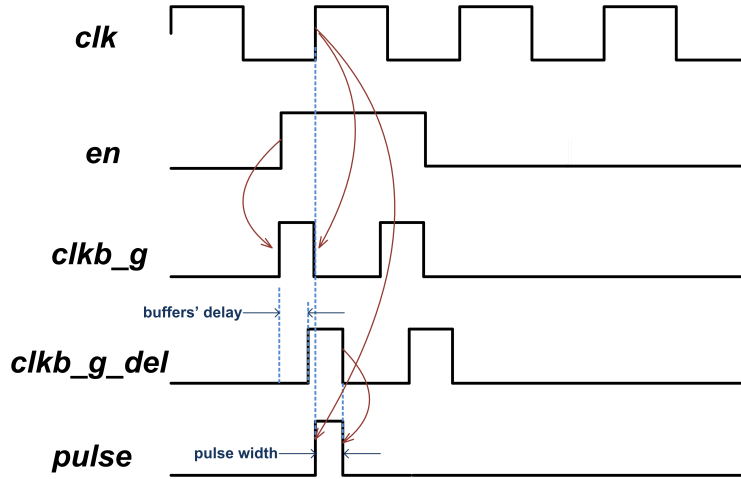 clk
en
clkb_g
buffers' delay
clkb_g_del
pulse width
pulse